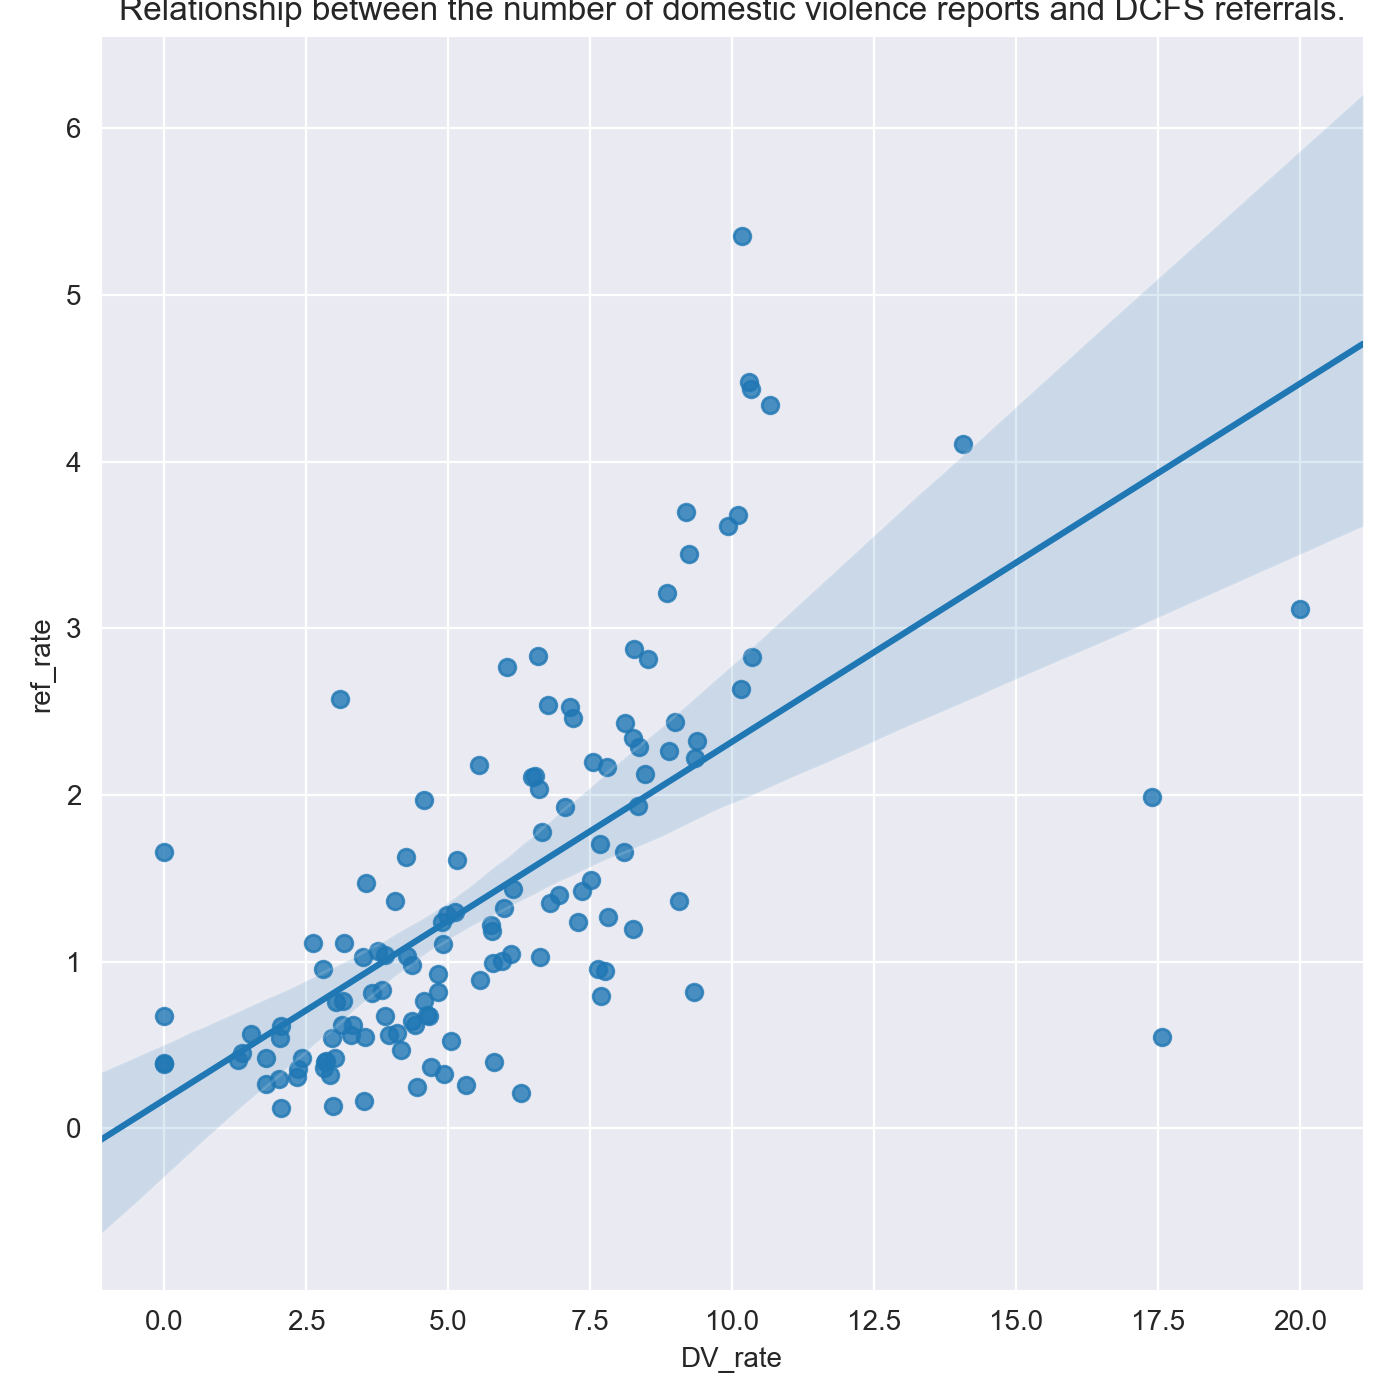 Relationship between the number of domestic violence reports and DCFS referrals.
6
5
4
3
2
1
0
ref_rate
0.0 2.5 5.0 7.5 10.0 12.5 15.0 17.5 20.0
DV_rate